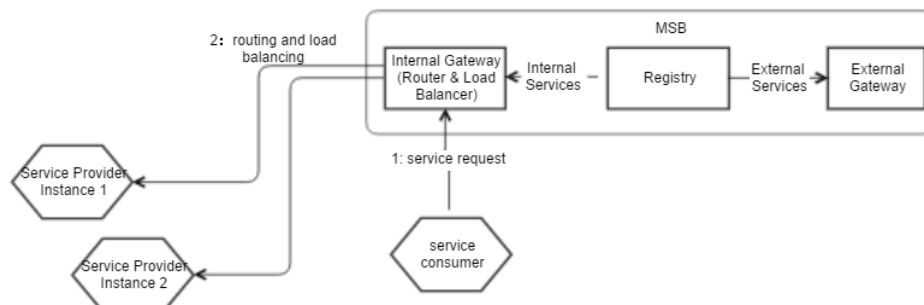 MSB
2: routing and load
balancing
Internal Gateway
(Router & Load
Balancer)
Internal
Services
Registry
External
Services
External
Gateway
1: service request
Service Provider
Instance 1
service
consumer
Service Provider
Instance 2